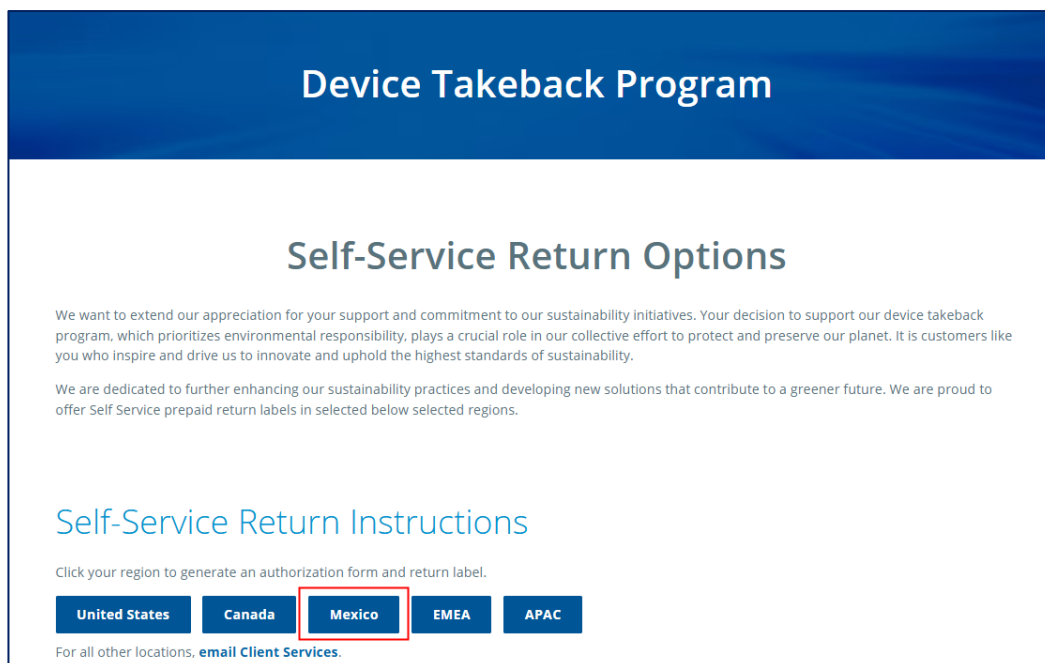 Device Takeback Program
Self-Service Return Options
We want to extend our appreciation for your support and commitment to our sustainability initiatives. Your decision to support our device takeback
program, which prioritizes environmental responsibility, plays a crucial role in our collective effort to protect and preserve our planet. It is customers like
you who inspire and drive us to innovate and uphold the highest standards of sustainability.
We are dedicated to further enhancing our sustainability practices and developing new solutions that contribute to a greener future. We are proud to
offer Self Service prepaid return labels in selected below selected regions.
Self-Service Return Instructions
Click your region to generate an authorization form and return label.
United States Canada Mexico EMEA APAC
For all other locations, email Client Services.